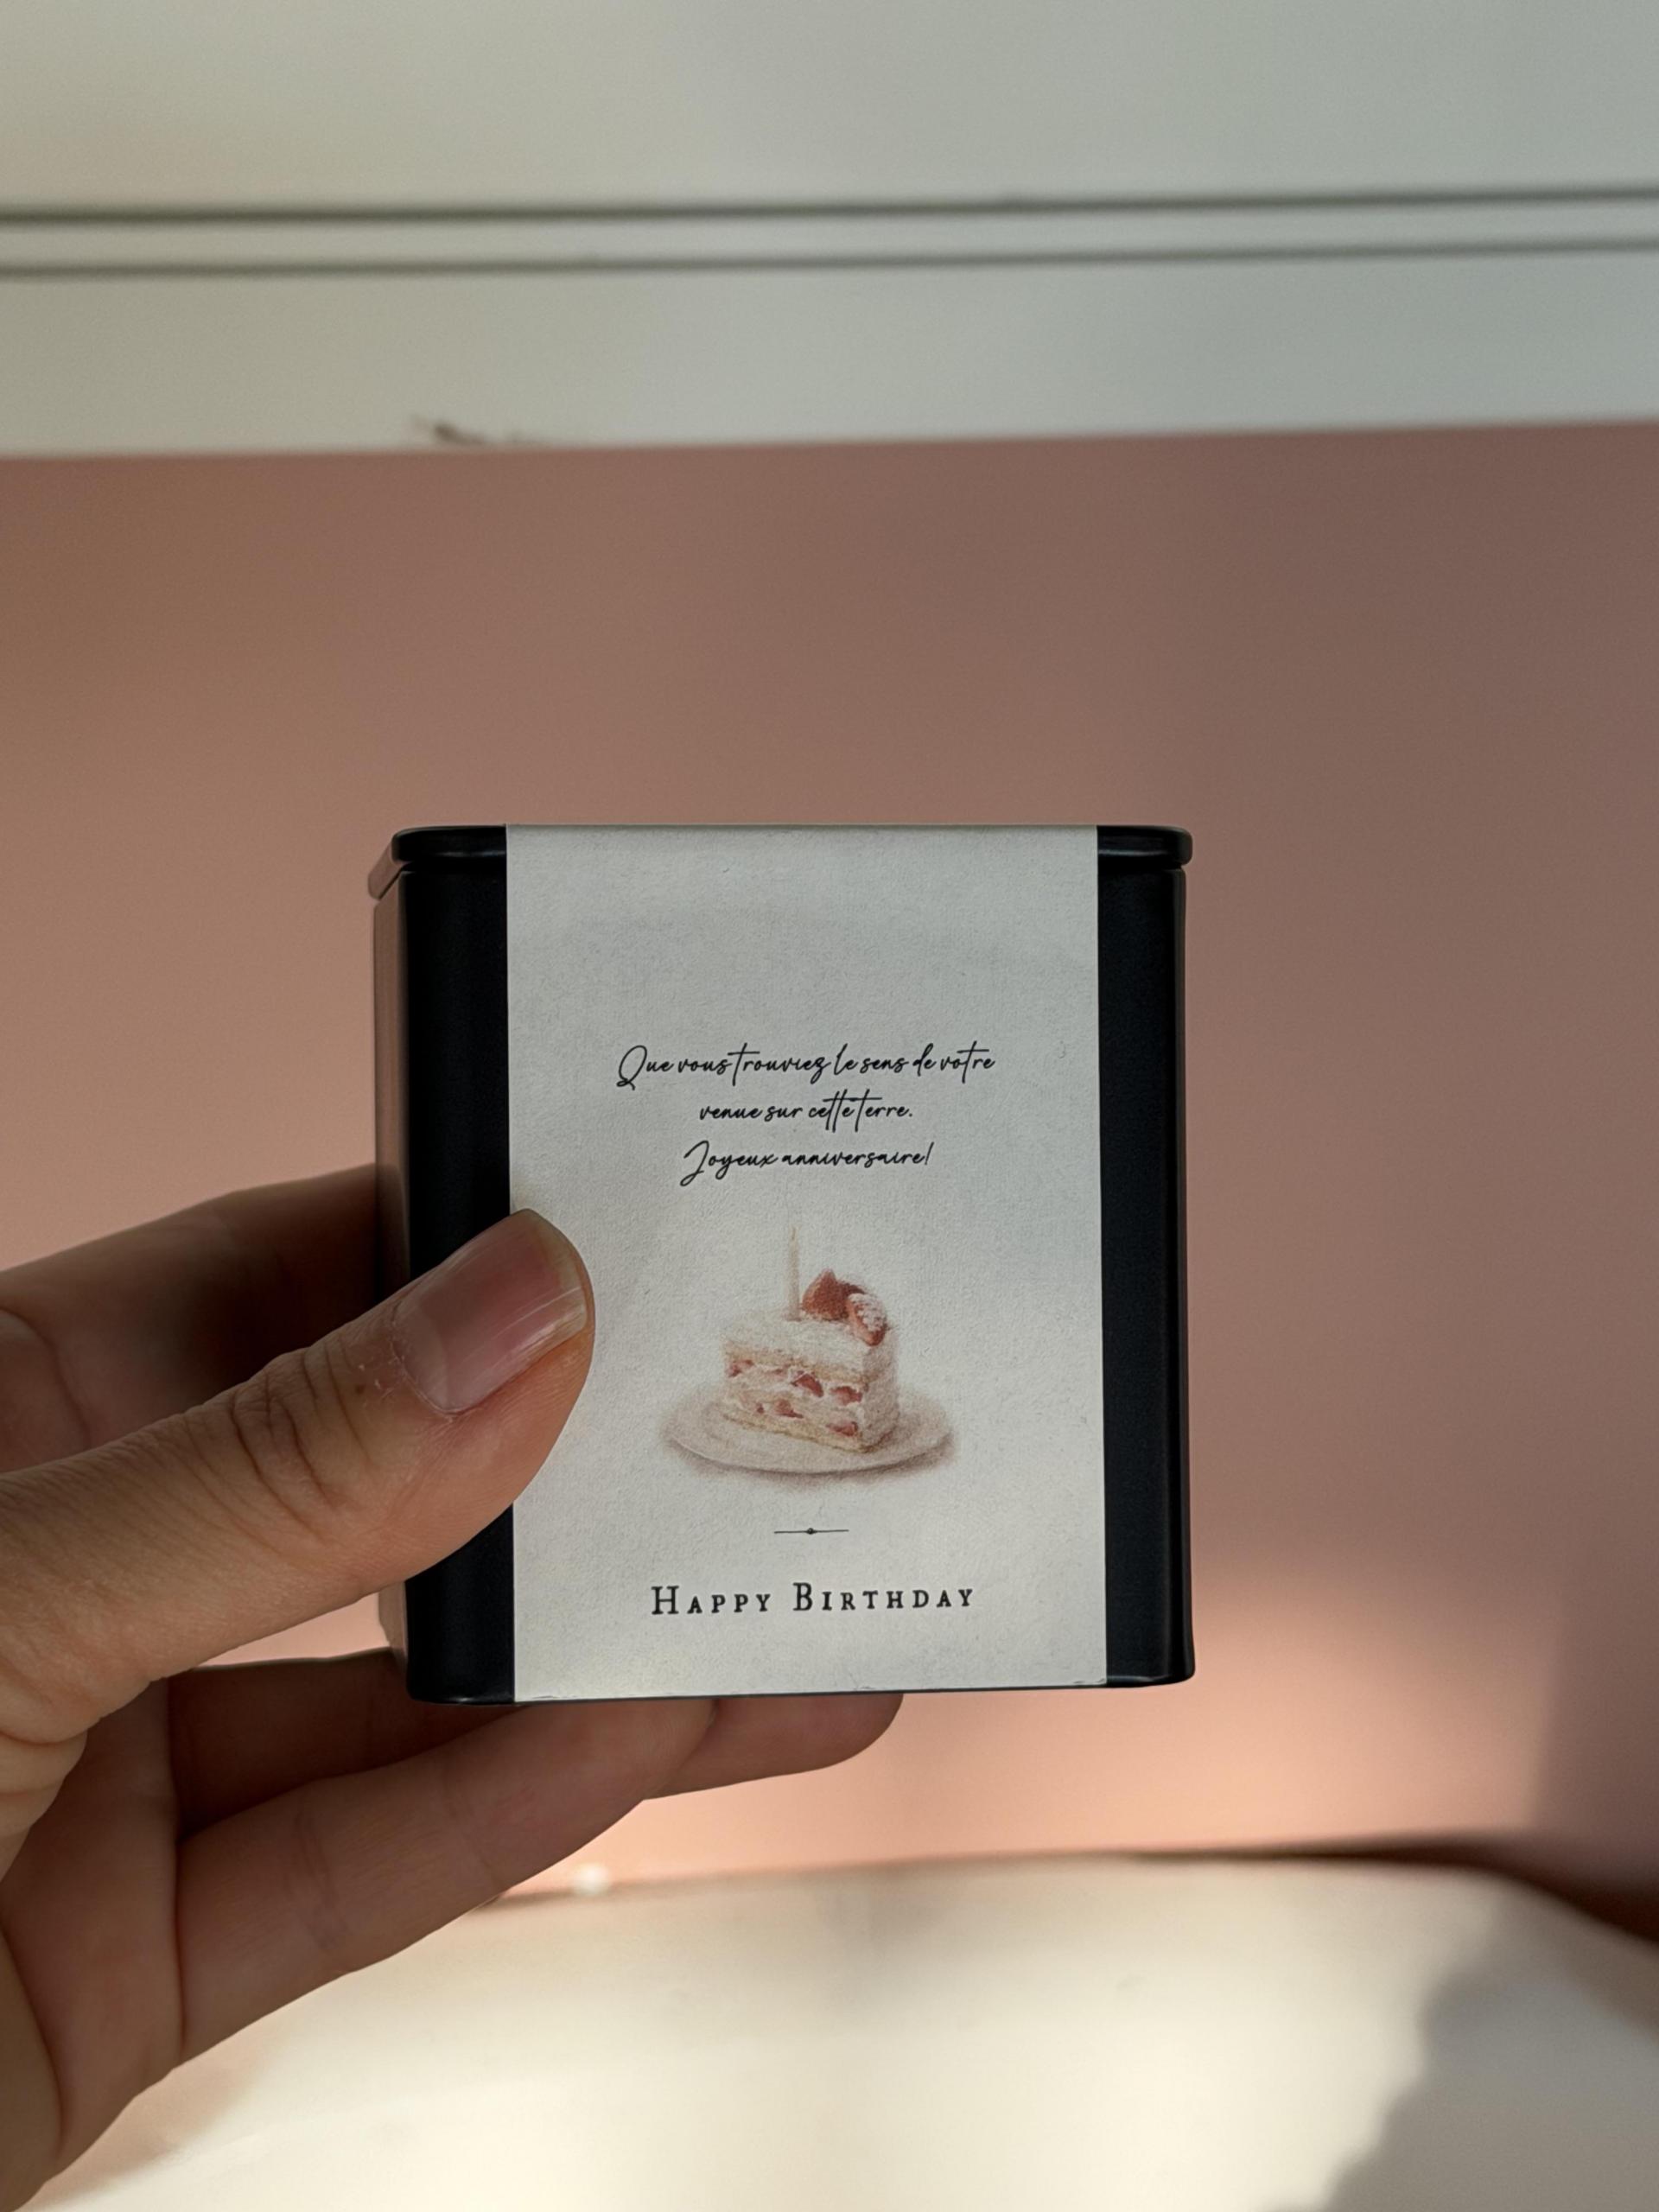 Que vous trouviez le sens de votre
venue sur cette terre.
Joyeux anniversaire!
HAPPY BIRTHDAY